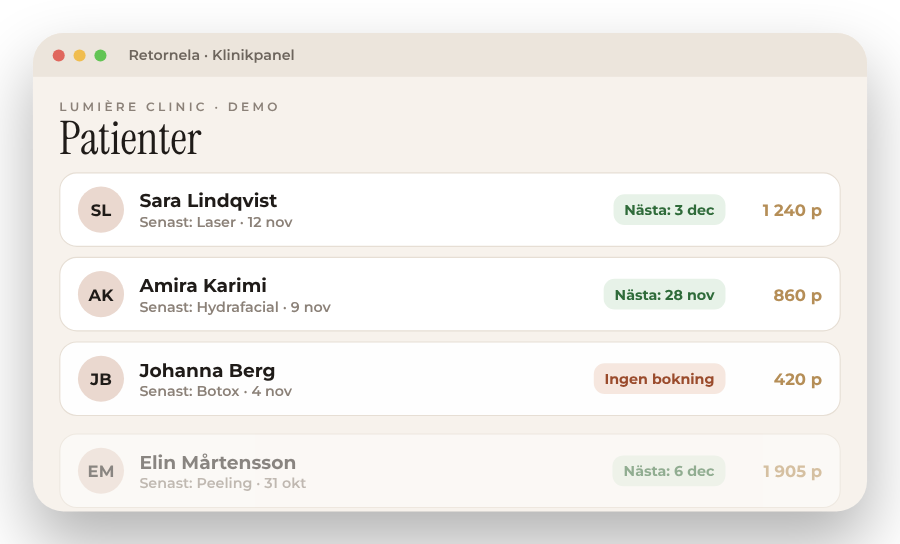 Retornela · Klinikpanel
LUMIÈRE CLINIC · DEMO
Patienter
SL
Sara Lindqvist
Senast: Laser · 12 nov
Nästa: 3 dec
1 240 p
AK
Amira Karimi
Senast: Hydrafacial · 9 nov
Nästa: 28 nov
860 p
JB
Johanna Berg
Senast: Botox · 4 nov
Ingen bokning
420 p
EM
Elin Mårtensson
Senast: Peeling · 31 okt
Nästa: 6 dec
1 905 p